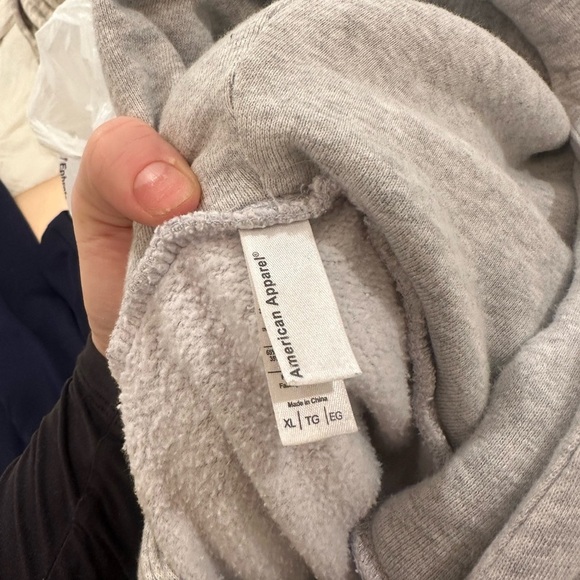 American Apparel®
Made in China
XL | TG | EG